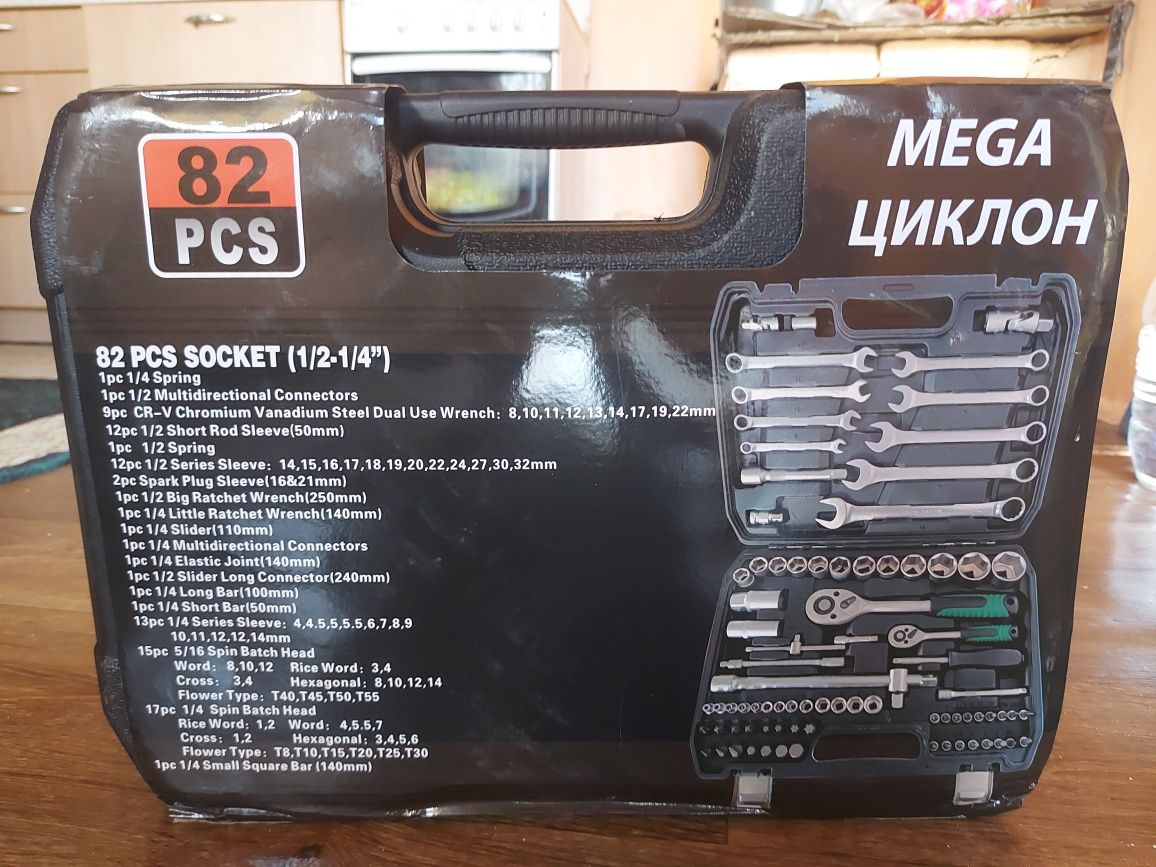 82
PCS
MEGA
ЦИКЛОН
82 PCS SOCKET (1/2-1/4”)
1pc 1/4 Spring
1pc 1/2 Multidirectional Connectors
9pc CR-V Chromium Vanadium Steel Dual Use Wrench: 8,10,11,12,13,14,17,19,22mm
12pc 1/2 Short Rod Sleeve(50mm)
1pc 1/2 Spring
12pc 1/2 Series Sleeve: 14,15,16,17,18,19,20,22,24,27,30,32mm
2pc Spark Plug Sleeve(16&21mm)
1pc 1/2 Big Ratchet Wrench(250mm)
1pc 1/4 Little Ratchet Wrench(140mm)
1pc 1/4 Slider(110mm)
1pc 1/4 Multidirectional Connectors
1pc 1/4 Elastic Joint(140mm)
1pc 1/2 Slider Long Connector(240mm)
1pc 1/4 Long Bar(100mm)
1pc 1/4 Short Bar(50mm)
13pc 1/4 Series Sleeve: 4,4.5,5,5.5,6,7,8,9
10,11,12,12,14mm
15pc 5/16 Spin Batch Head
Word: 8,10,12 Rice Word: 3,4
Cross: 3,4 Hexagonal: 8,10,12,14
Flower Type: T40,T45,T50,T55
17pc 1/4 Spin Batch Head
Rice Word: 1,2 Word: 4,5.5,7
Cross: 1,2 Hexagonal: 3,4,5,6
Flower Type: T8,T10,T15,T20,T25,T30
1pc 1/4 Small Square Bar (140mm)